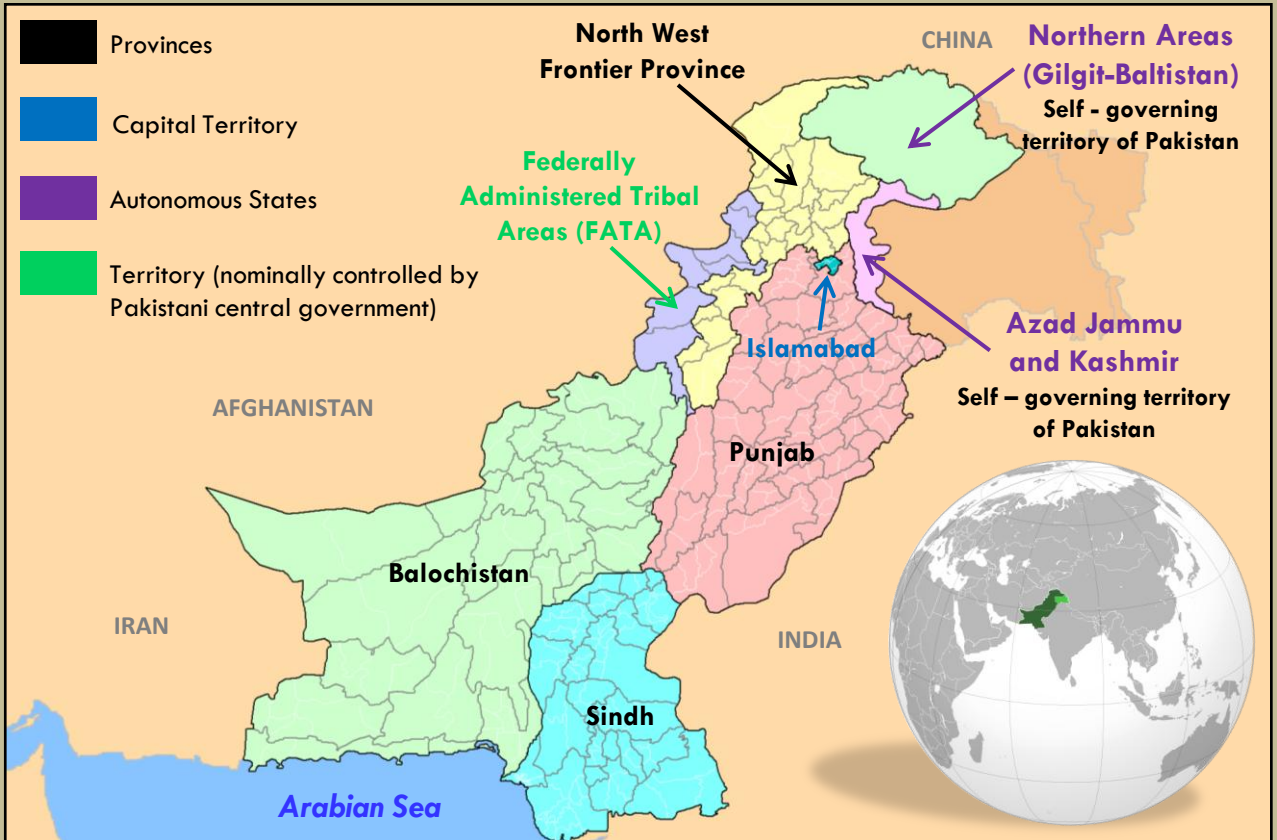 Provinces
Capital Territory
Autonomous States
Territory (nominally controlled by
Pakistani central government)
North West
Frontier Province
CHINA
Northern Areas
(Gilgit-Baltistan)
Self - governing
territory of Pakistan
Federally
Administered Tribal
Areas (FATA)
Islamabad
Azad Jammu
and Kashmir
Self – governing territory
of Pakistan
AFGHANISTAN
Punjab
Balochistan
IRAN
INDIA
Sindh
Arabian Sea